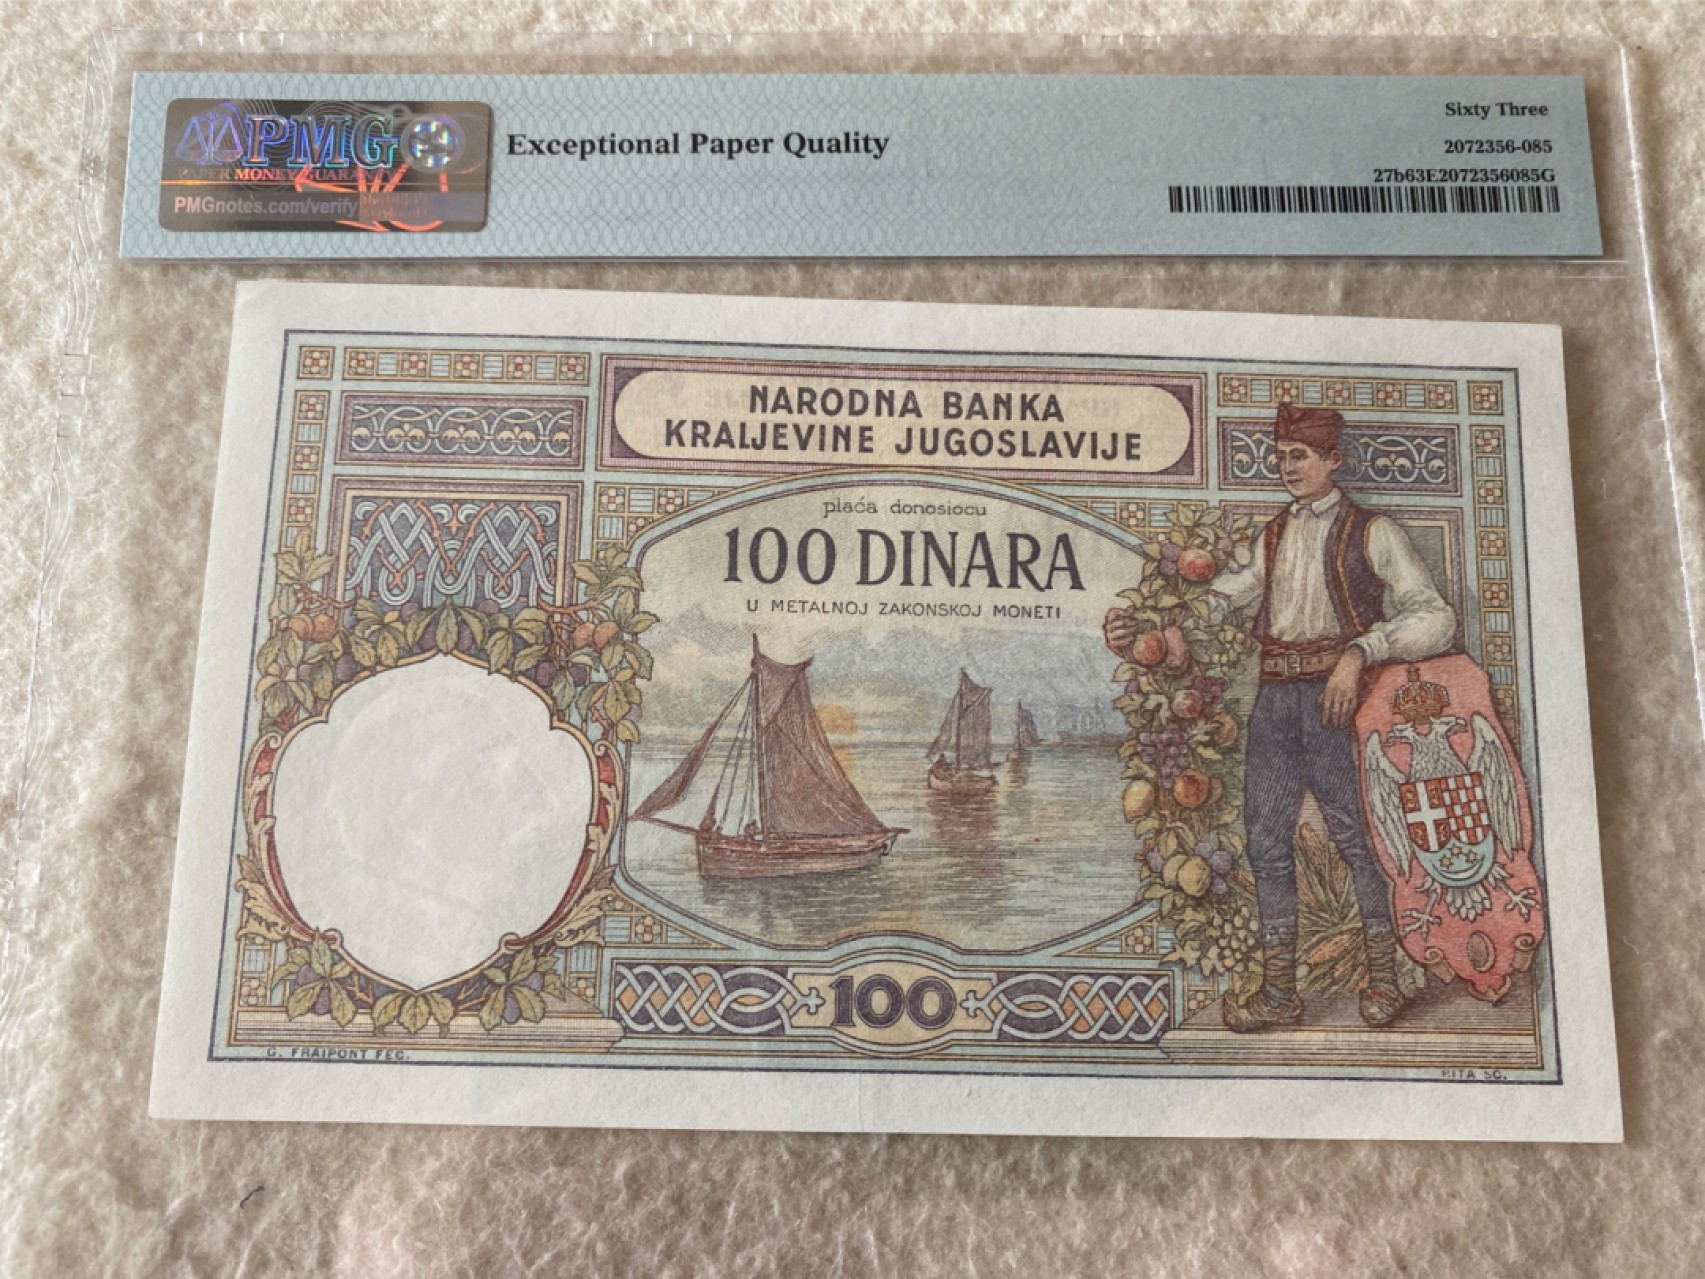 PMG
PAPER MONEY GUARANTY
PMGnotes.com/verify
Exceptional Paper Quality
Sixty Three
2072356-085
27b63E2072356085G
NARODNA BANKA
KRALJEVINE JUGOSLAVIJE
plaća donosiocu
100 DINARA
U METALNOJ ZAKONSKOJ MONETI
100
G. FRAIPONT FEC.
RITA SC.